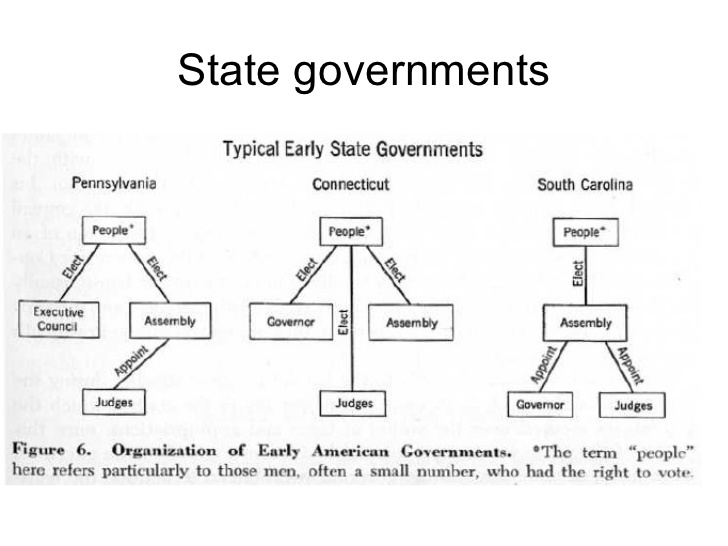 State governments
Typical Early State Governments
Pennsylvania
Connecticut
South Carolina
People*
Elect
Elect
Executive
Council
Assembly
Appoint
Judges
People*
Elect
Elect
Elect
Governor
Assembly
Judges
People*
Elect
Assembly
Appoint
Appoint
Governor
Judges
Figure 6. Organization of Early American Governments. *The term “people”
here refers particularly to those men, often a small number, who had the right to vote.